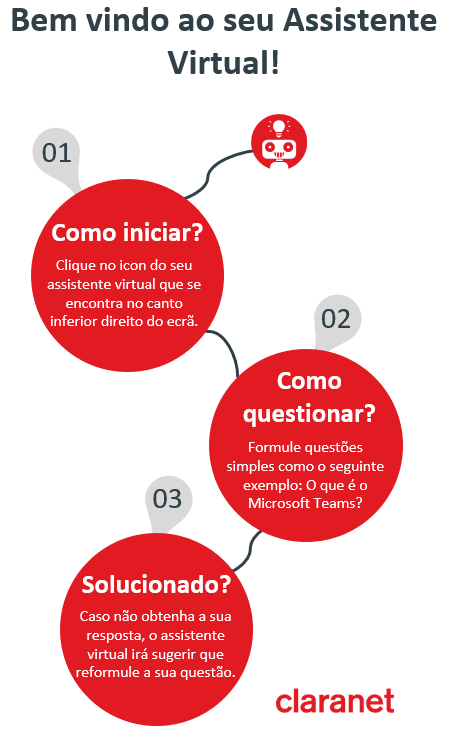 Bem vindo ao seu Assistente
Virtual!
01
Como iniciar?
Clique no icon do seu
assistente virtual que se
encontra no canto
inferior direito do ecrã.
02
Como
questionar?
Formule questões
simples como o seguinte
exemplo: O que é o
Microsoft Teams?
03
Solucionado?
Caso não obtenha a sua
resposta, o assistente
virtual irá sugerir que
reformule a sua questão.
claranet